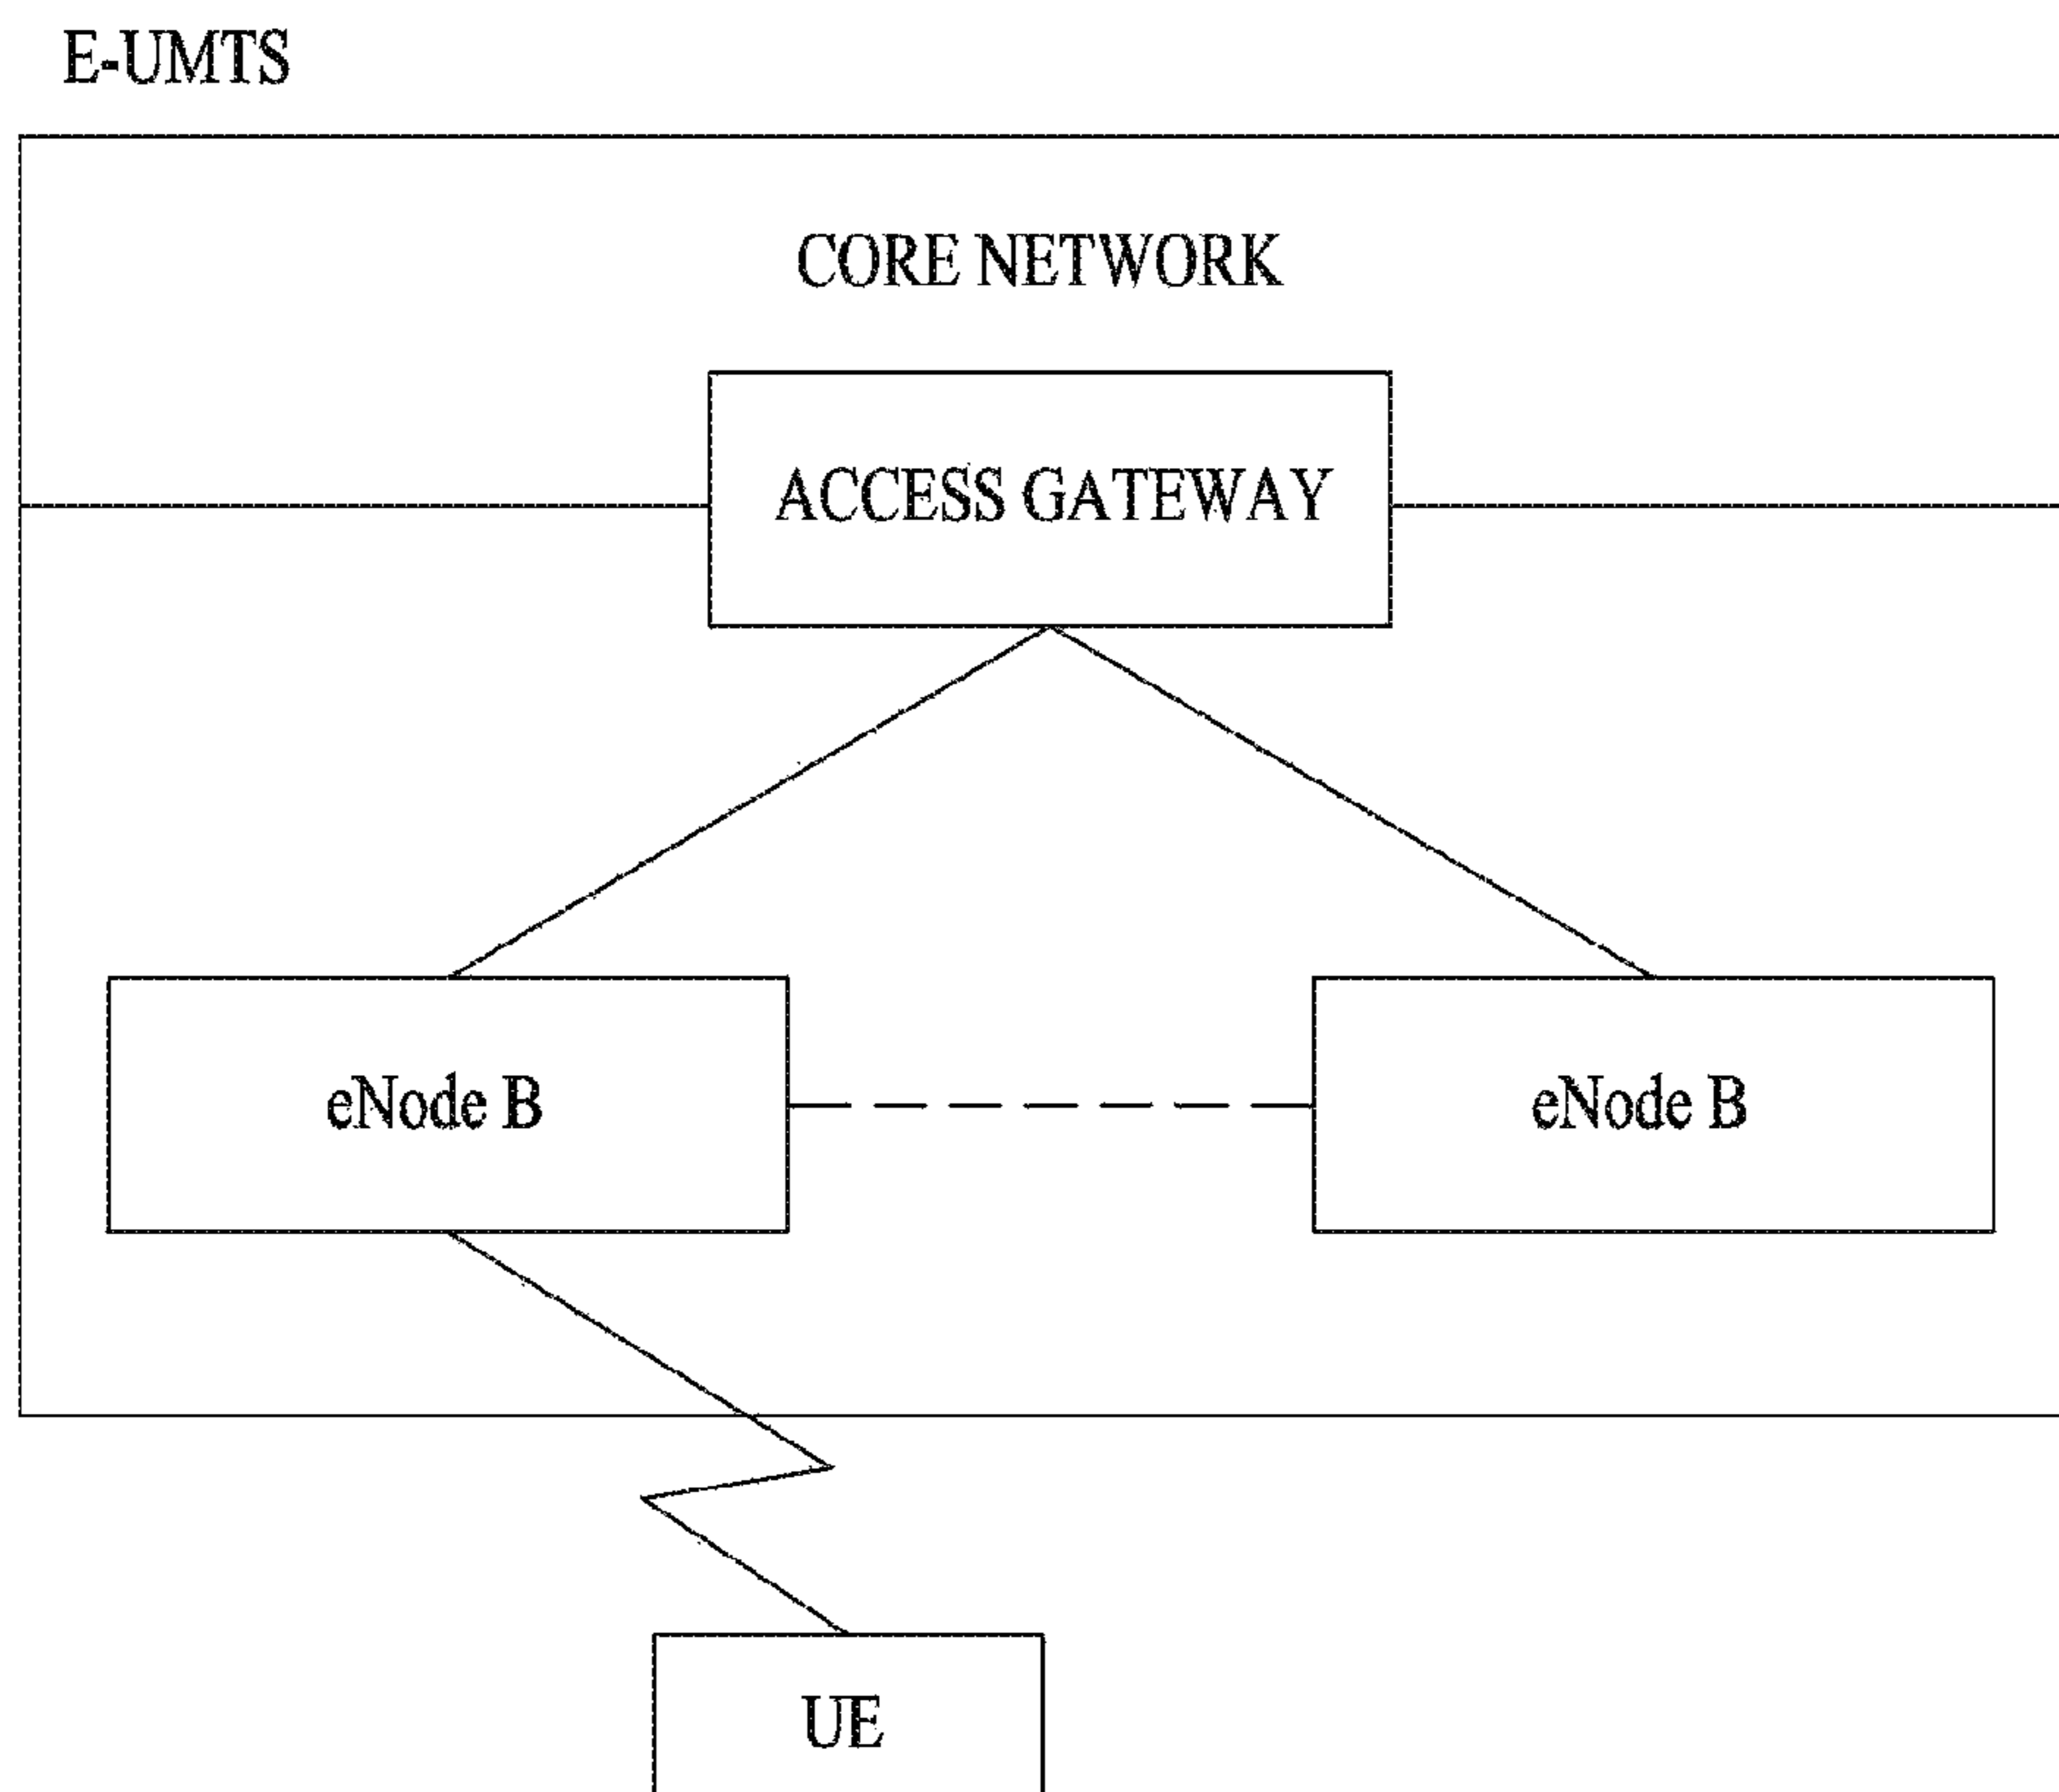 E-UMTS
CORE NETWORK
ACCESS GATEWAY
eNode B
eNode B
UE